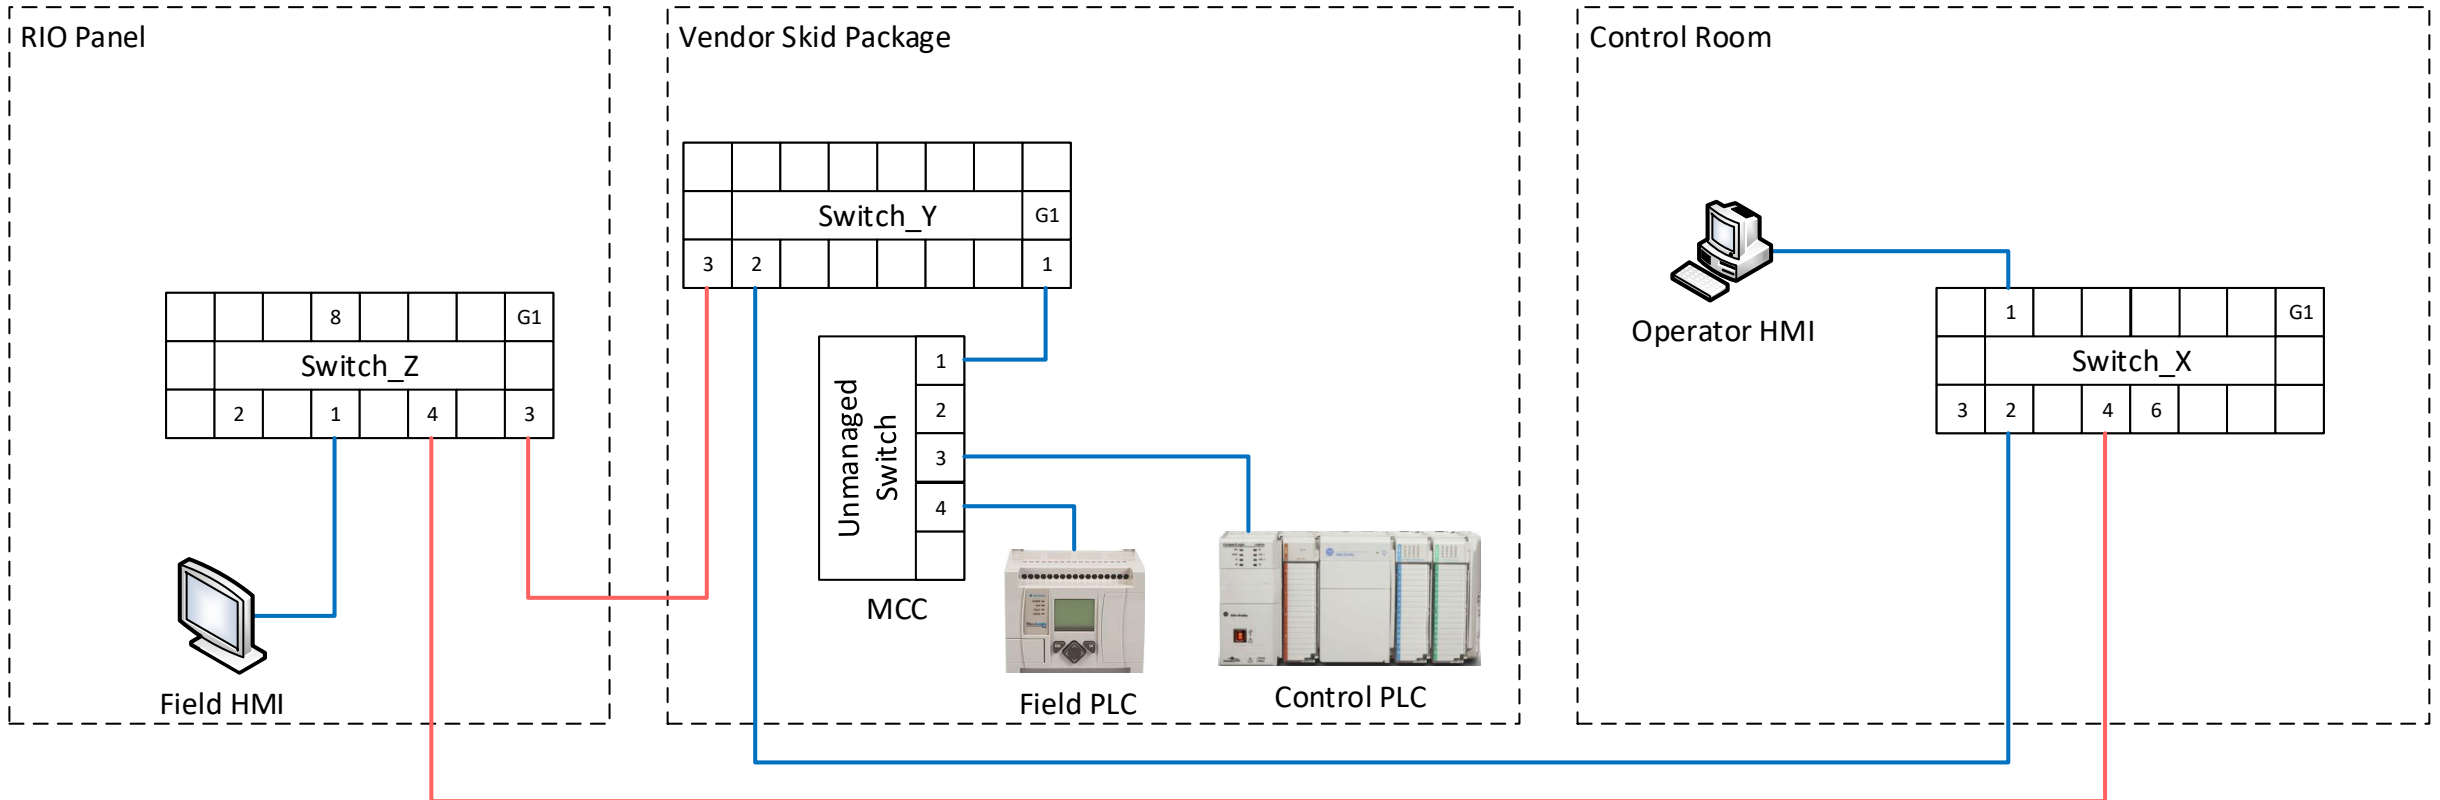 RIO Panel
Vendor Skid Package
Control Room
Switch_Y
G1
3 2 1
8 G1
Switch_Z
2 1 4 3
Field HMI
Unmanaged
Switch
1
2
3
4
MCC
Field PLC
Control PLC
Operator HMI
1 G1
Switch_X
3 2 4 6